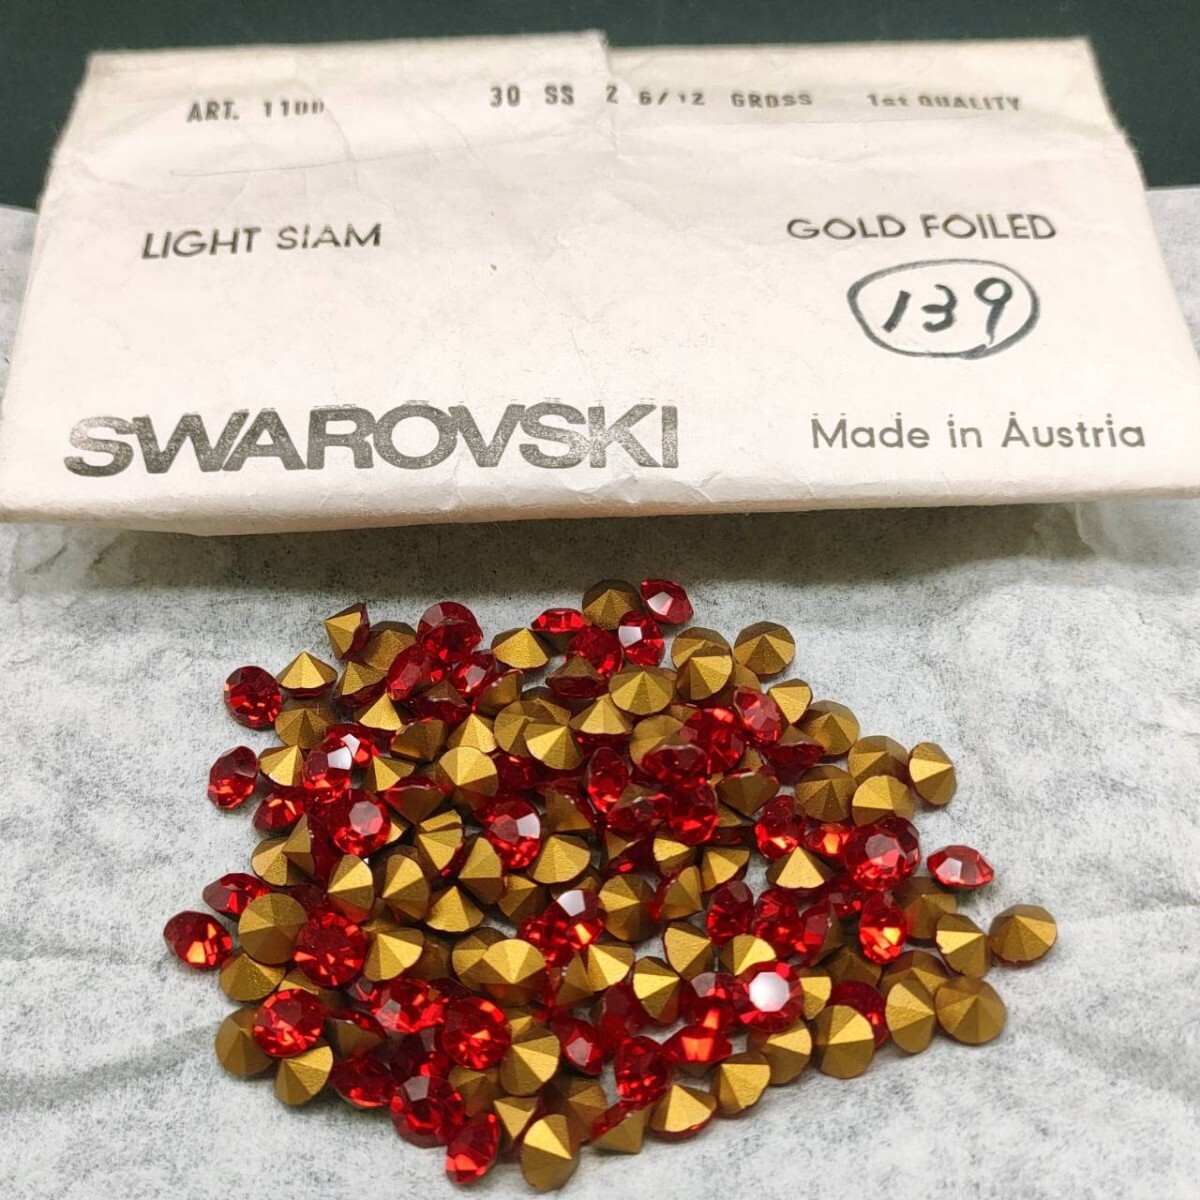 ART. 1100 30 SS 2 6/12 GROSS 1st QUALITY
LIGHT SIAM GOLD FOILED
139
SWAROVSKI Made in Austria